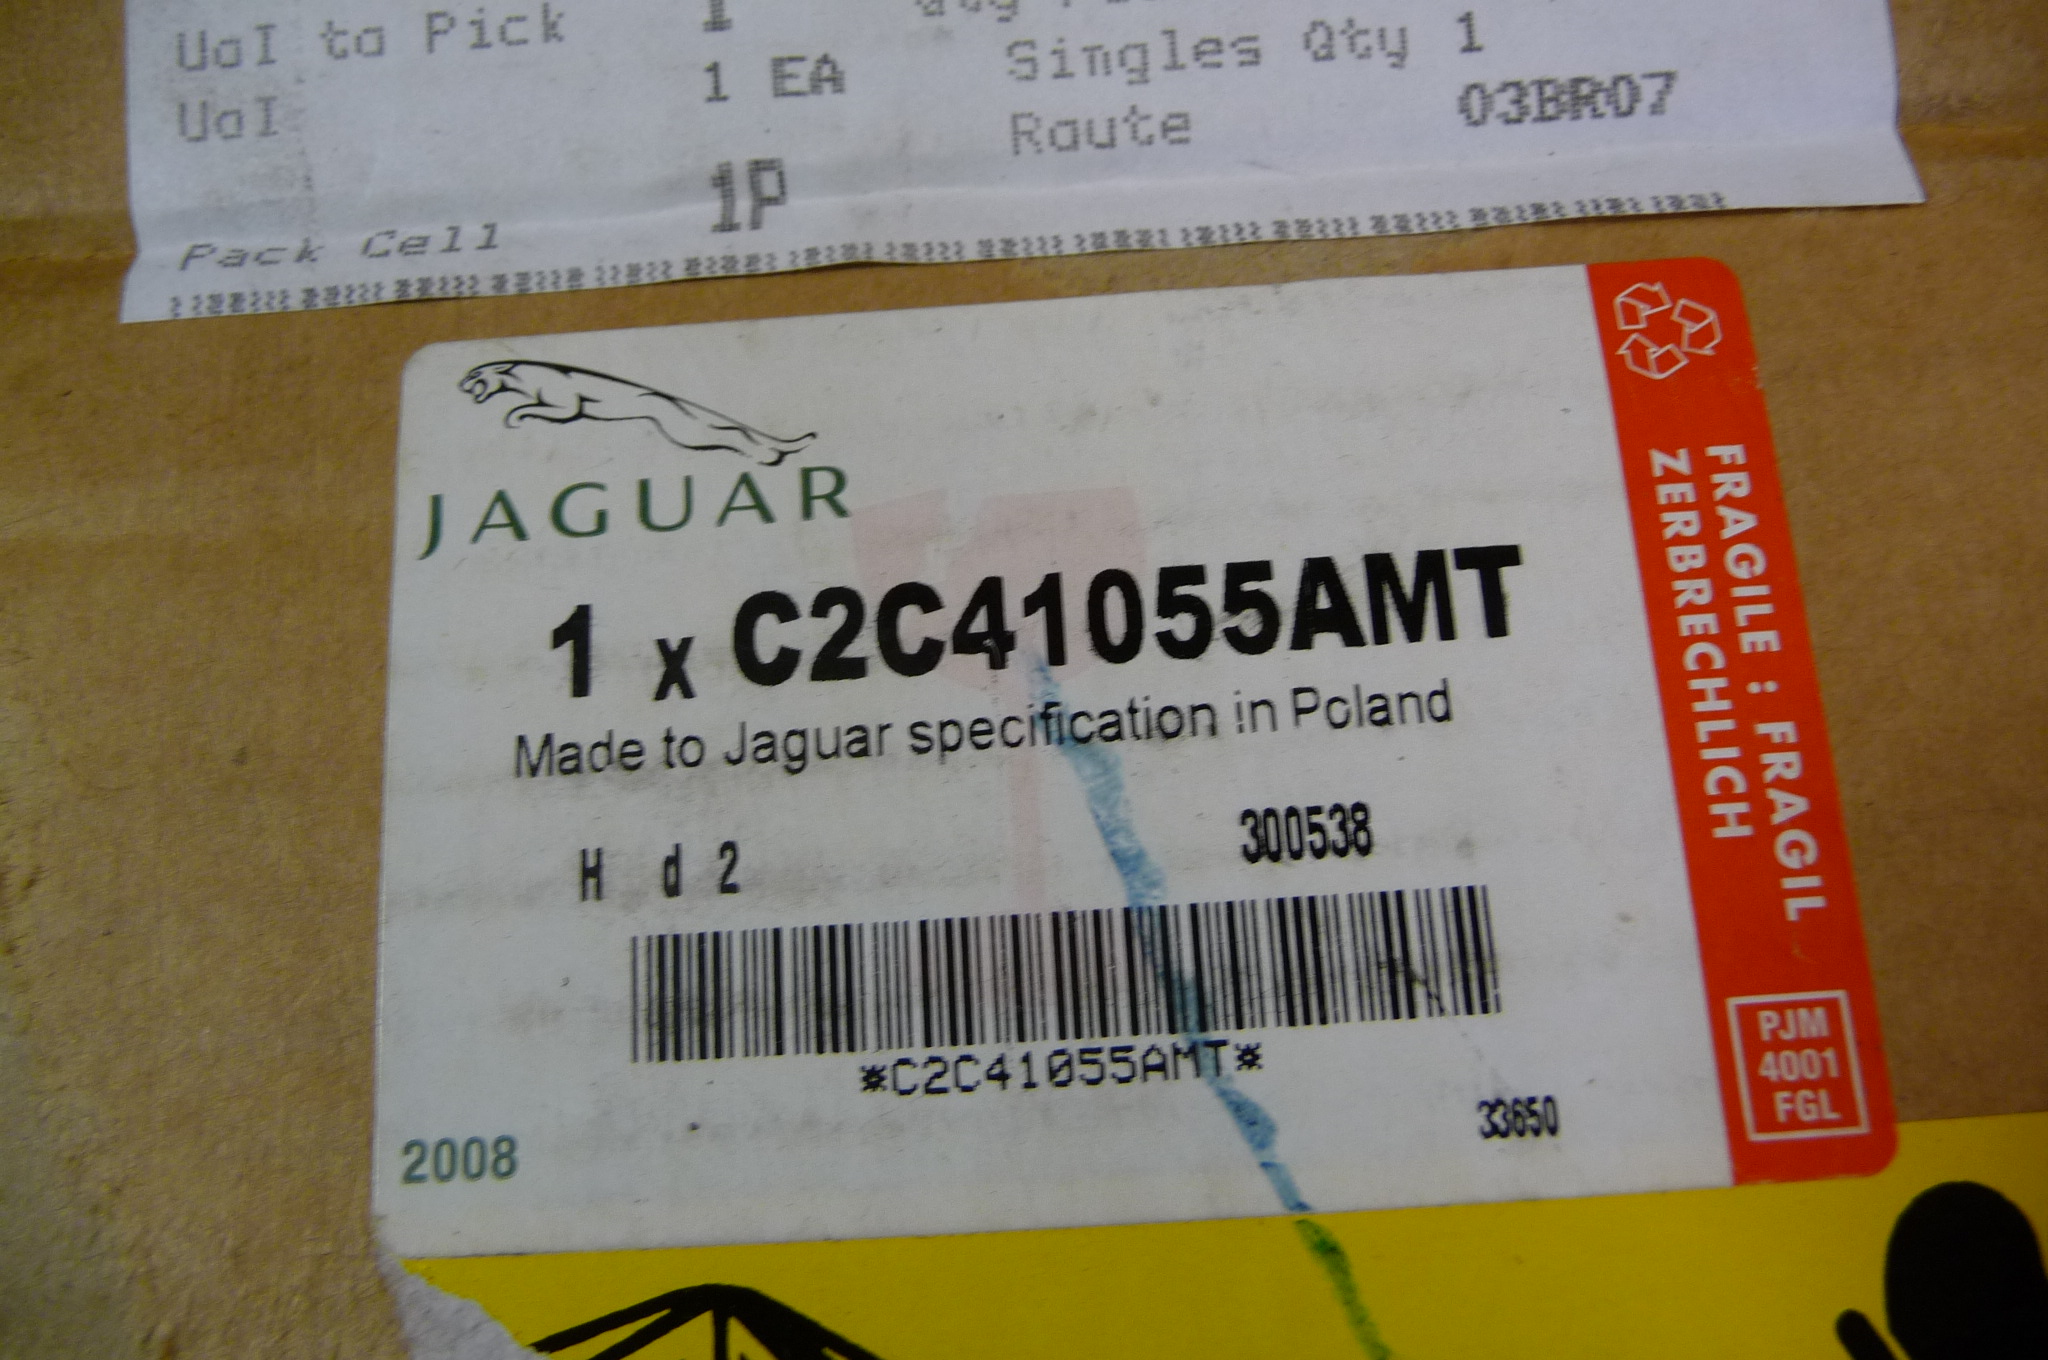 UoI to Pick
UoI 1 EA
Singles Qty 1
Route 03BR07
Pack Cell 1P
JAGUAR
1 x C2C41055AMT
Made to Jaguar specification in Poland
H d 2 300538
*C2C41055AMT*
33650
2008
FRAGILE : FRAGIL
ZERBRECHLICH
PJM
4001
FGL